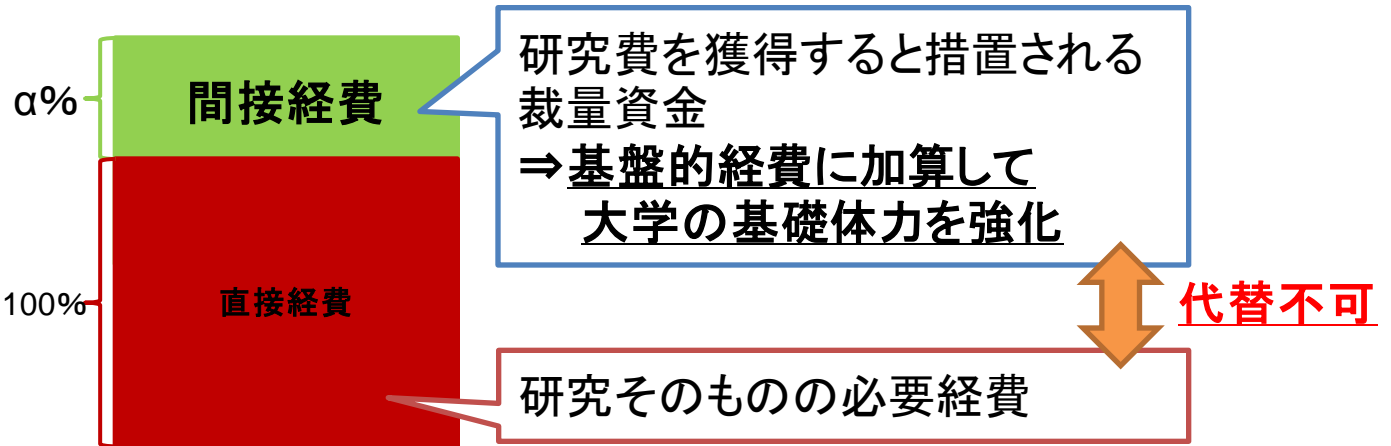 α%
間接経費
研究費を獲得すると措置される
裁量資金
⇒基盤的経費に加算して
大学の基礎体力を強化
代替不可
100%
直接経費
研究そのものの必要経費